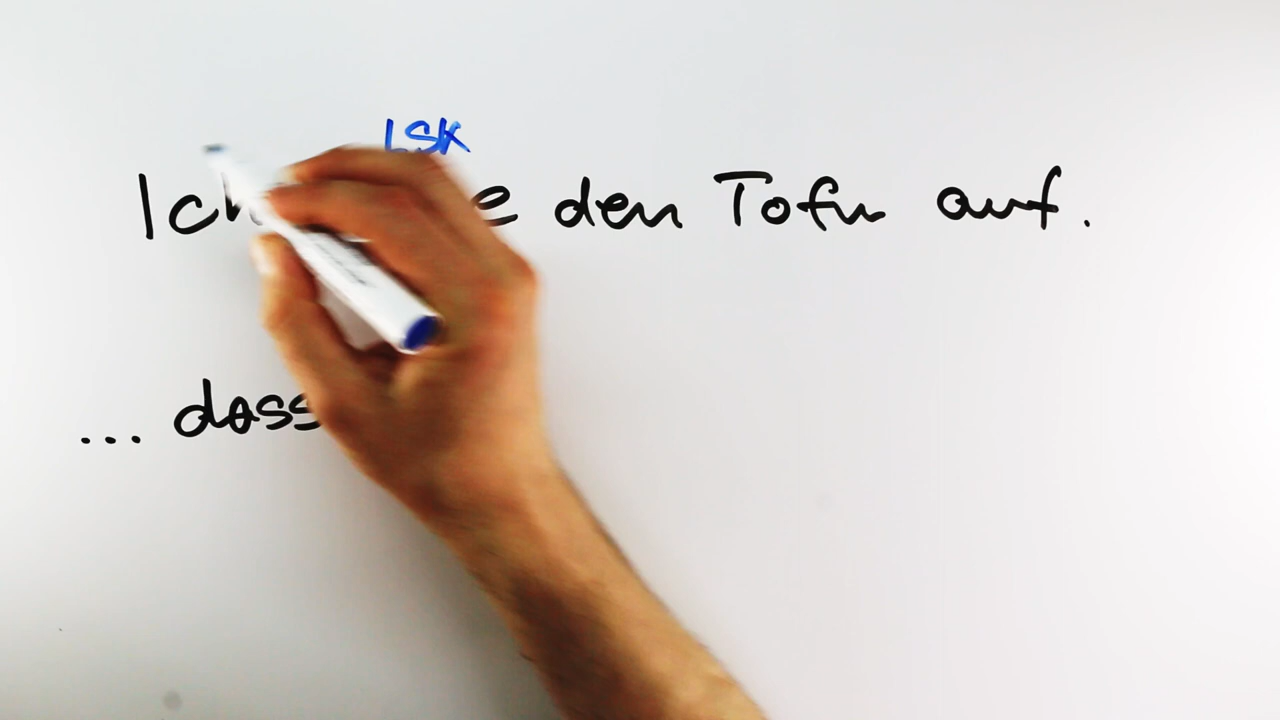 LSK
Ich den Tofu auf.
... dass